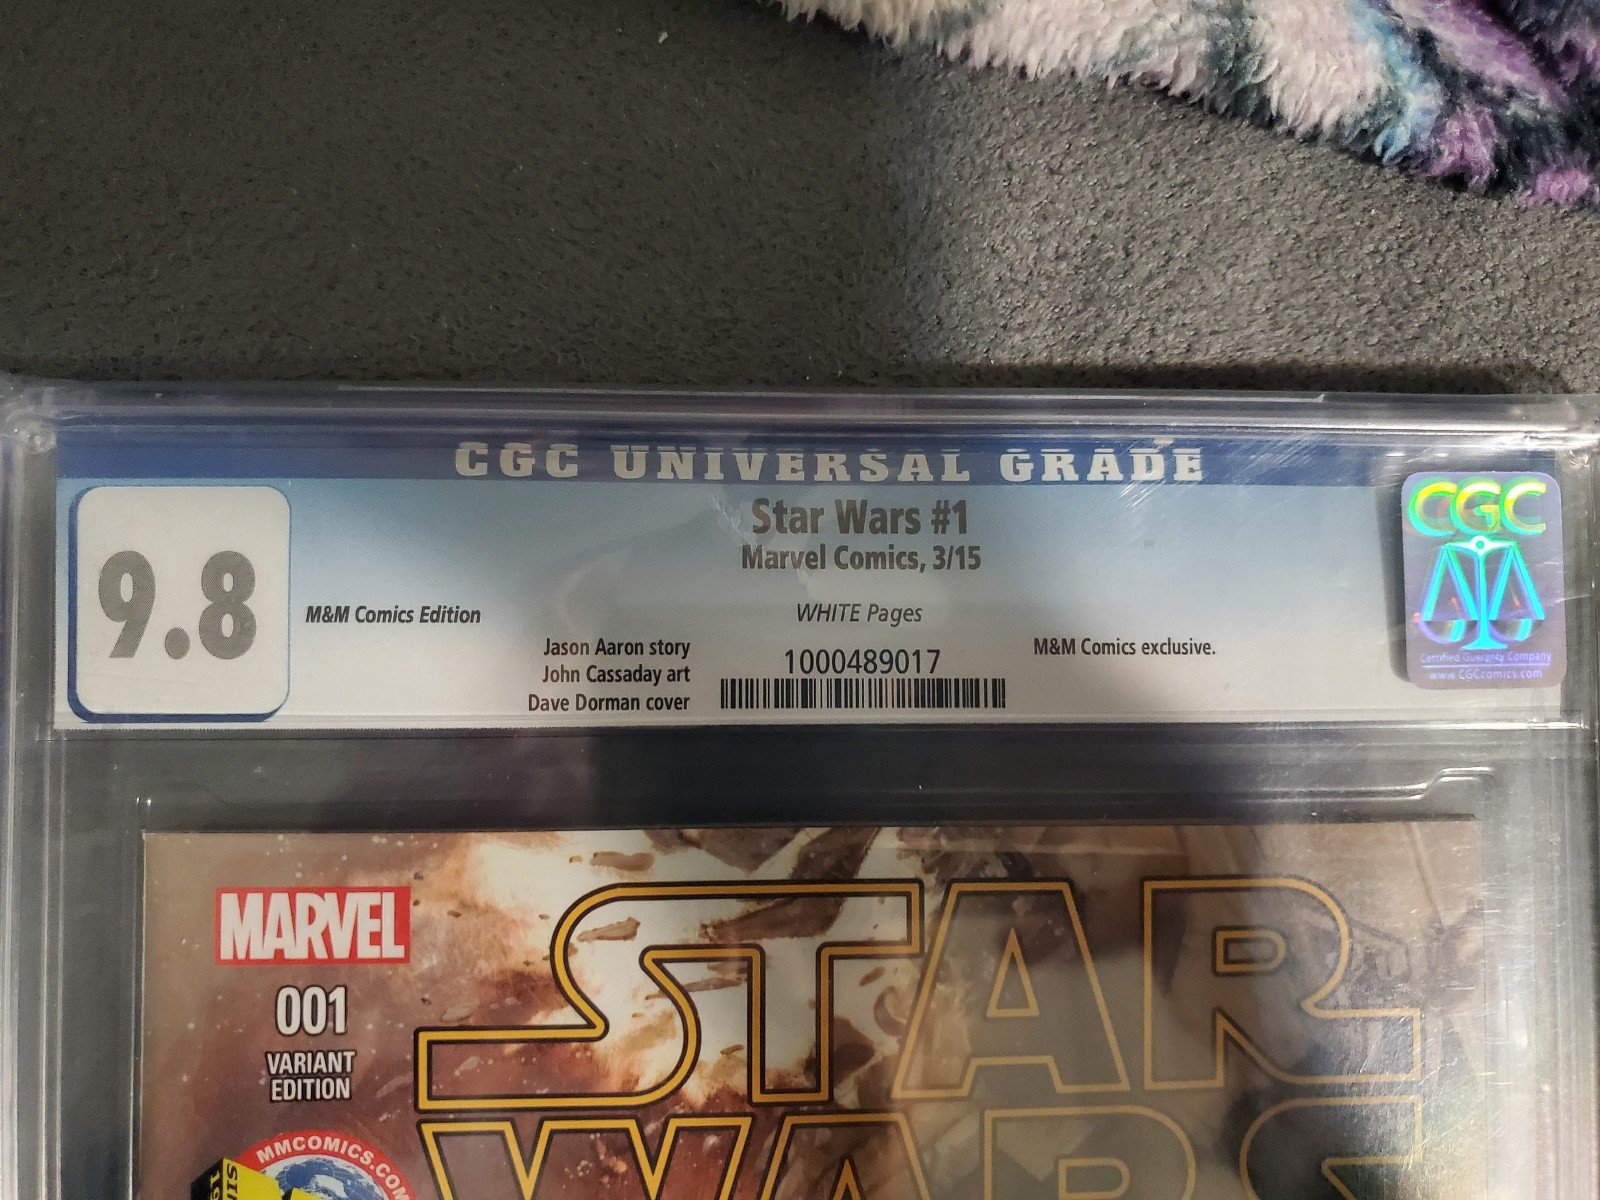 CGC UNIVERSAL GRADE
9.8
Star Wars #1
Marvel Comics, 3/15
M&M Comics Edition
WHITE Pages
Jason Aaron story
John Cassaday art
Dave Dorman cover
1000489017
M&M Comics exclusive.
CGC
Certified Guaranty Company
www.CGCcomics.com
MARVEL
001
VARIANT
EDITION
STAR
WARS
MMCOMICS.COM